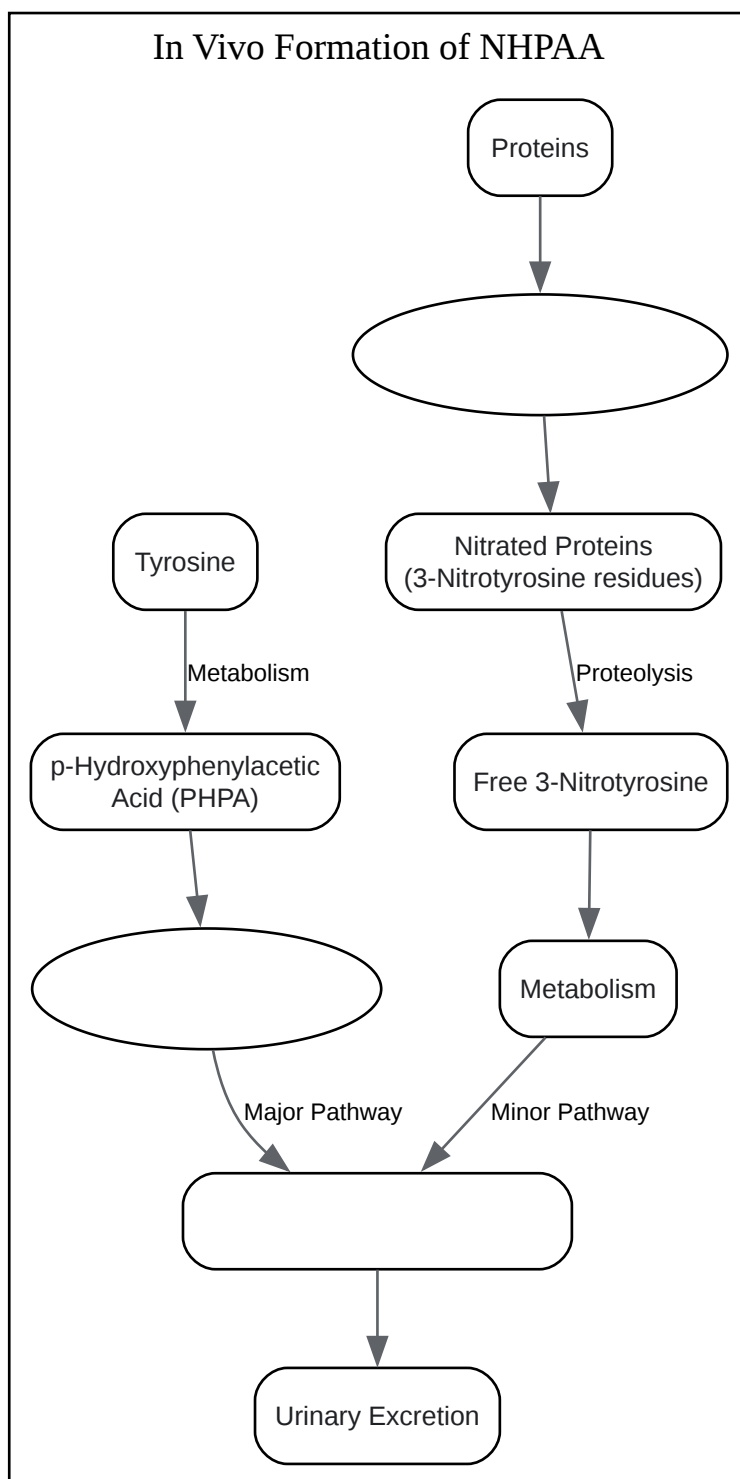 In Vivo Formation of NHPAA
Proteins
Nitrated Proteins
(3-Nitrotyrosine residues)
Tyrosine
Metabolism
Proteolysis
p-Hydroxyphenylacetic
Acid (PHPA)
Free 3-Nitrotyrosine
Metabolism
Major Pathway
Minor Pathway
Urinary Excretion